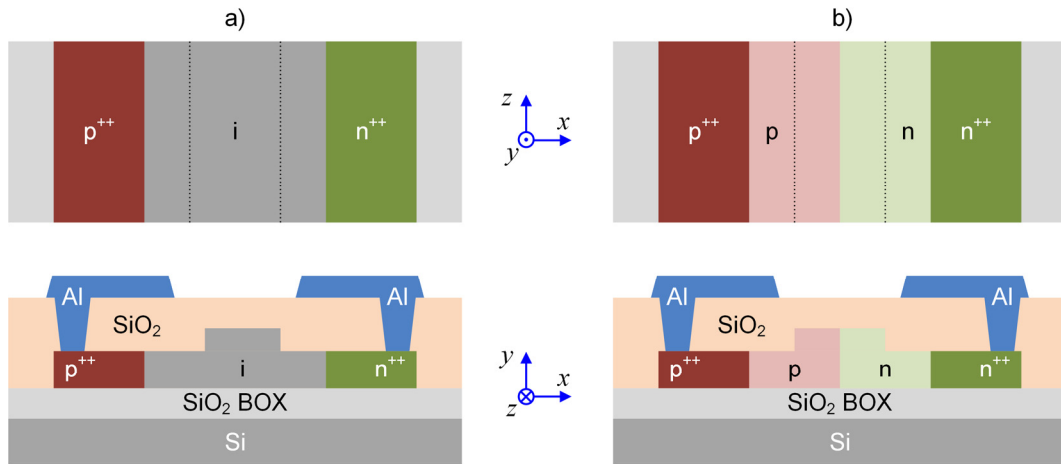 a)
b)
p++
i
n++
z
x
y
p++
p
n
n++
Al
Al
SiO₂
p++
i
n++
SiO₂ BOX
Si
y
x
z
Al
Al
SiO₂
p++
p
n
n++
SiO₂ BOX
Si